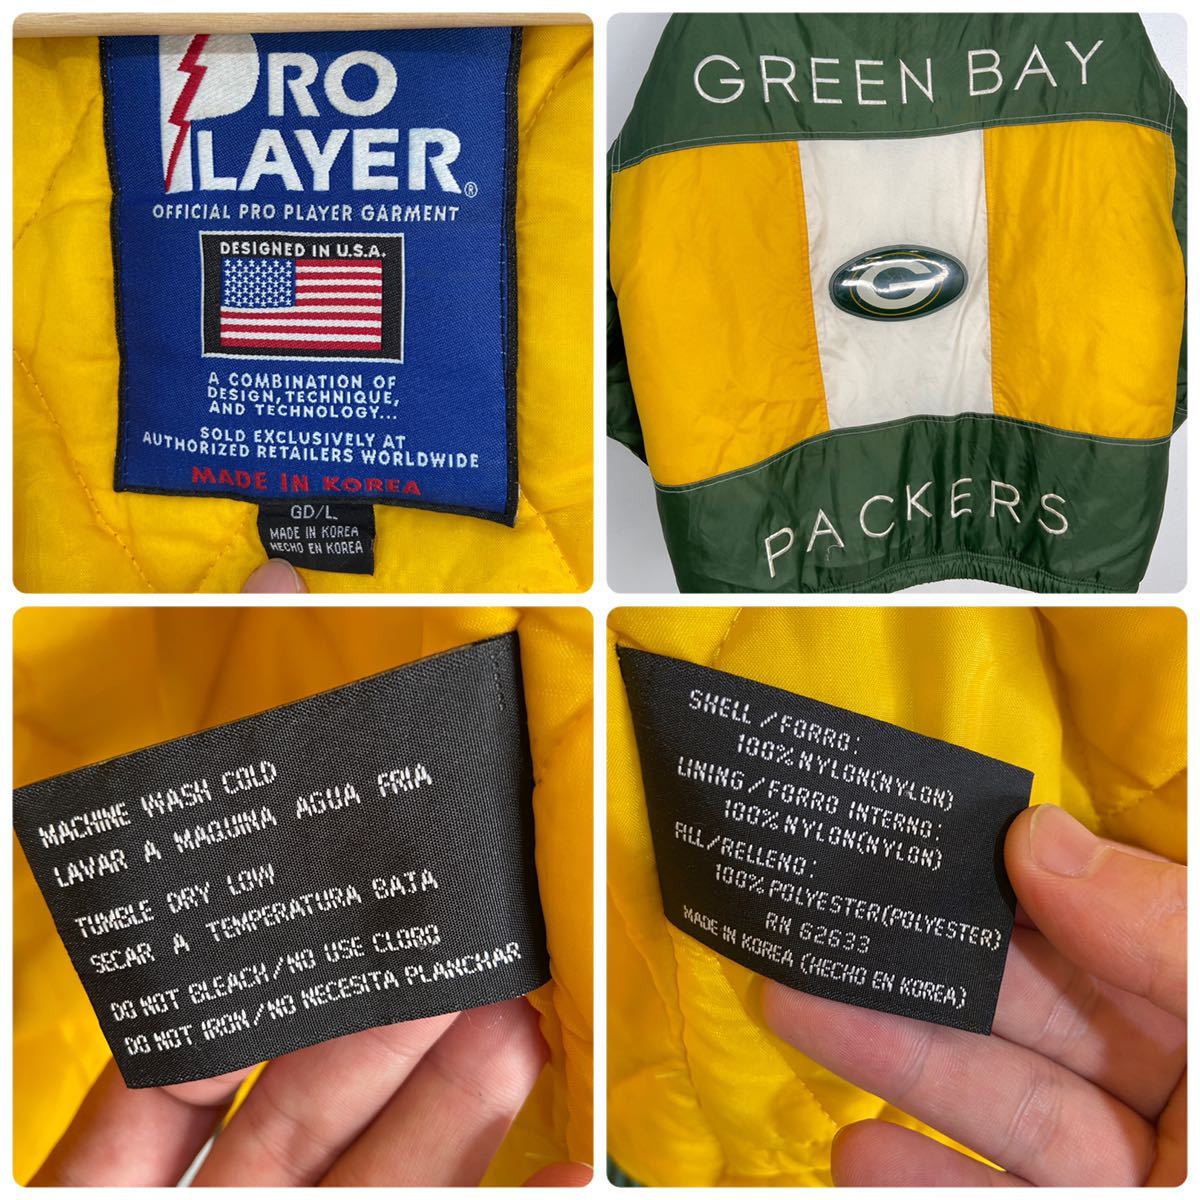 PRO
PLAYER®
OFFICIAL PRO PLAYER GARMENT
DESIGNED IN U.S.A.
A COMBINATION OF
DESIGN, TECHNIQUE,
AND TECHNOLOGY...
SOLD EXCLUSIVELY AT
AUTHORIZED RETAILERS WORLDWIDE
MADE IN KOREA
GD/L
MADE IN KOREA
HECHO EN KOREA
GREEN BAY
G
PACKERS
MACHINE WASH COLD
LAVAR A MAQUINA AGUA FRIA
TUMBLE DRY LOW
SECAR A TEMPERATURA BAJA
DO NOT BLEACH/NO USE CLORO
DO NOT IRON/NO NECESITA PLANCHAR
SHELL/FORRO:
100% NYLON(NYLON)
LINING/FORRO INTERNO:
100% NYLON(NYLON)
FILL/RELLENO:
100% POLYESTER(POLYESTER)
RN 62633
MADE IN KOREA (HECHO EN KOREA)